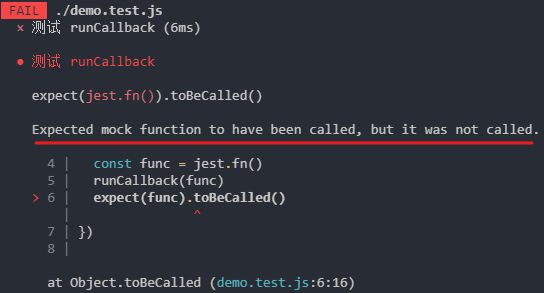 FAIL ./demo.test.js
× 测试 runCallback (6ms)
● 测试 runCallback
expect(jest.fn()).toBeCalled()
Expected mock function to have been called, but it was not called.
4 | const func = jest.fn()
5 | runCallback(func)
> 6 | expect(func).toBeCalled()
| ^
7 | })
8 |
at Object.toBeCalled (demo.test.js:6:16)